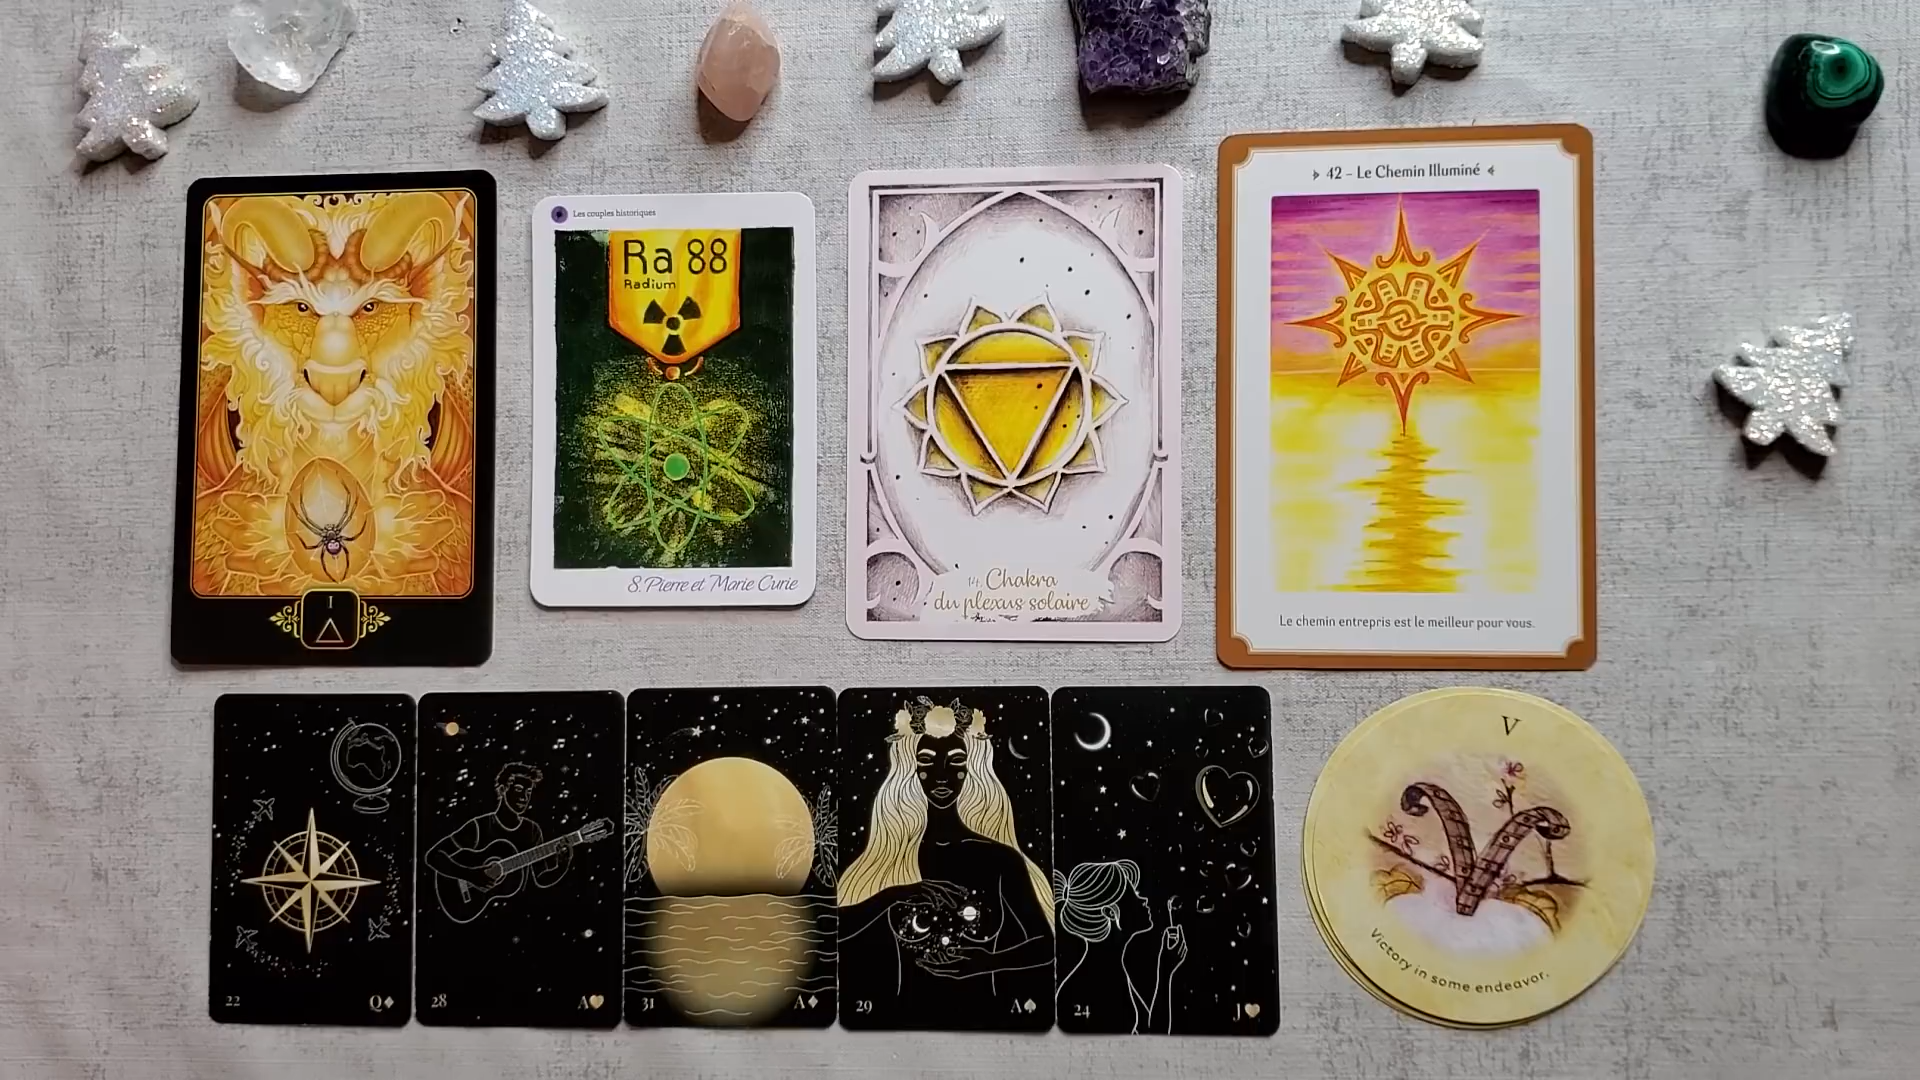 I
Les couples historiques
Ra 88
Radium
8. Pierre et Marie Curie
14. Chakra
du plexus solaire
42 - Le Chemin Illuminé
Le chemin entrepris est le meilleur pour vous.
22
Q♦
28
A♥
31
A♦
29
A♠
24
J♥
V
Victory in some endeavor.